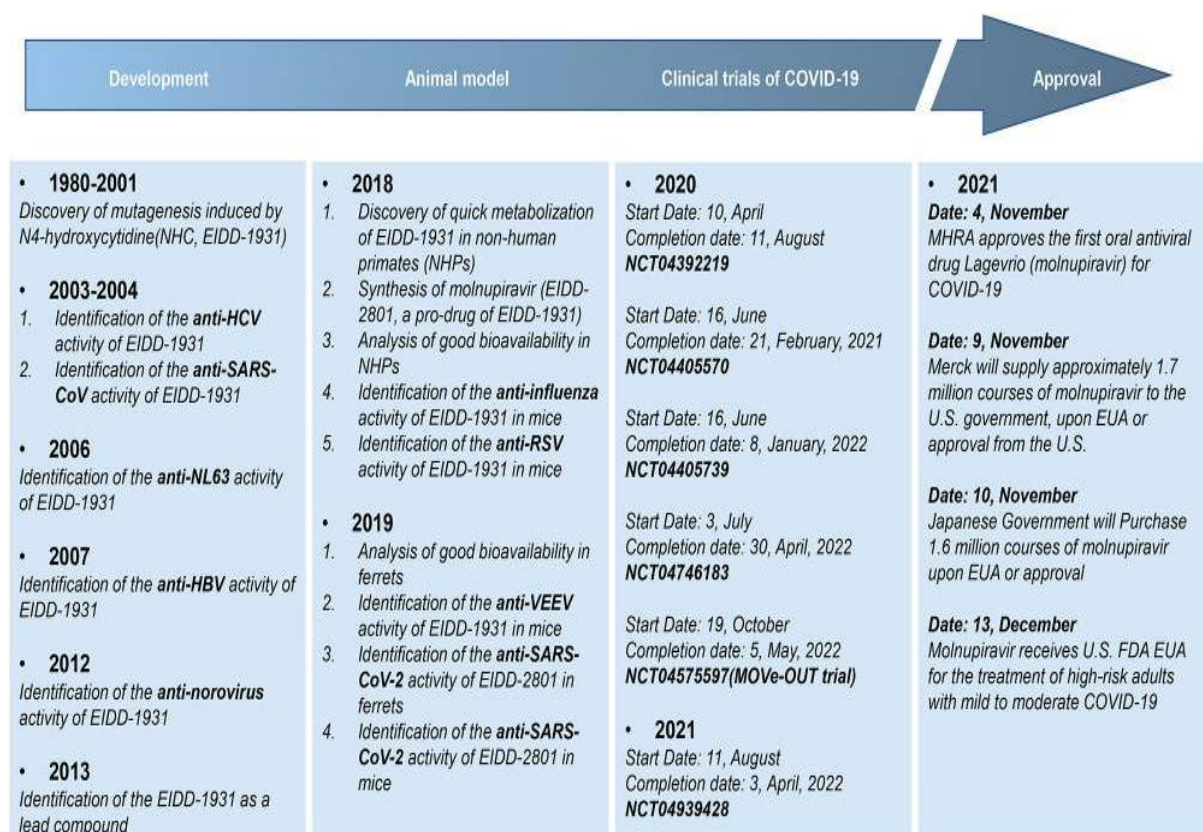 Development
Animal model
Clinical trials of COVID-19
Approval
• 1980-2001
Discovery of mutagenesis induced by
N4-hydroxycytidine(NHC, EIDD-1931)
• 2003-2004
1. Identification of the anti-HCV
activity of EIDD-1931
2. Identification of the anti-SARS-
CoV activity of EIDD-1931
• 2006
Identification of the anti-NL63 activity
of EIDD-1931
• 2007
Identification of the anti-HBV activity of
EIDD-1931
• 2012
Identification of the anti-norovirus
activity of EIDD-1931
• 2013
Identification of the EIDD-1931 as a
lead compound
• 2018
1. Discovery of quick metabolization
of EIDD-1931 in non-human
primates (NHPs)
2. Synthesis of molnupiravir (EIDD-
2801, a pro-drug of EIDD-1931)
3. Analysis of good bioavailability in
NHPs
4. Identification of the anti-influenza
activity of EIDD-1931 in mice
5. Identification of the anti-RSV
activity of EIDD-1931 in mice
• 2019
1. Analysis of good bioavailability in
ferrets
2. Identification of the anti-VEEV
activity of EIDD-1931 in mice
3. Identification of the anti-SARS-
CoV-2 activity of EIDD-2801 in
ferrets
4. Identification of the anti-SARS-
CoV-2 activity of EIDD-2801 in
mice
• 2020
Start Date: 10, April
Completion date: 11, August
NCT04392219
Start Date: 16, June
Completion date: 21, February, 2021
NCT04405570
Start Date: 16, June
Completion date: 8, January, 2022
NCT04405739
Start Date: 3, July
Completion date: 30, April, 2022
NCT04746183
Start Date: 19, October
Completion date: 5, May, 2022
NCT04575597(MOVe-OUT trial)
• 2021
Start Date: 11, August
Completion date: 3, April, 2022
NCT04939428
• 2021
Date: 4, November
MHRA approves the first oral antiviral
drug Lagevrio (molnupiravir) for
COVID-19
Date: 9, November
Merck will supply approximately 1.7
million courses of molnupiravir to the
U.S. government, upon EUA or
approval from the U.S.
Date: 10, November
Japanese Government will Purchase
1.6 million courses of molnupiravir
upon EUA or approval
Date: 13, December
Molnupiravir receives U.S. FDA EUA
for the treatment of high-risk adults
with mild to moderate COVID-19